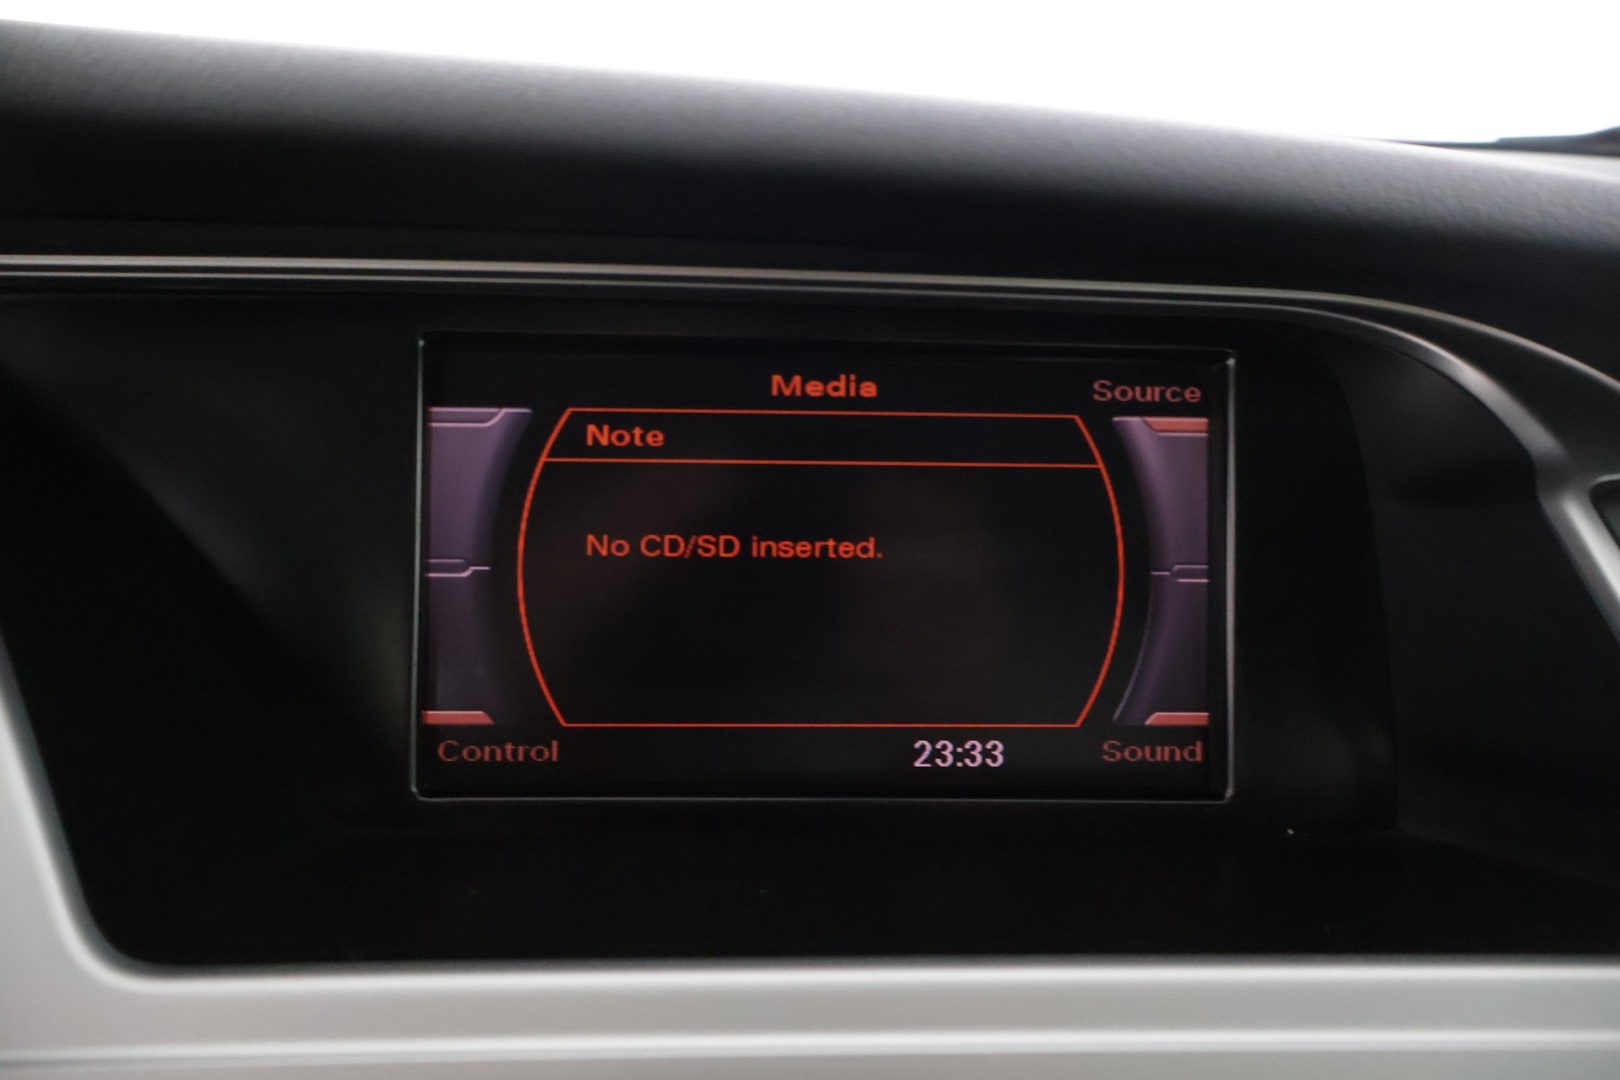 Media
Source
Note
No CD/SD inserted.
Control
23:33
Sound